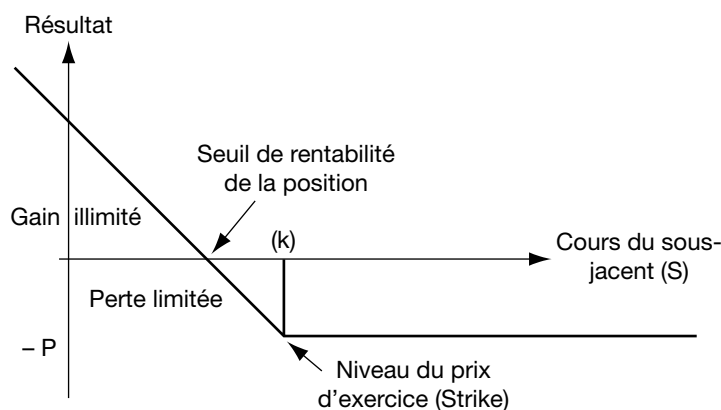 Résultat
Seuil de rentabilité
de la position
Gain illimité
(k)
Cours du sous-
jacent (S)
Perte limitée
– P
Niveau du prix
d'exercice (Strike)